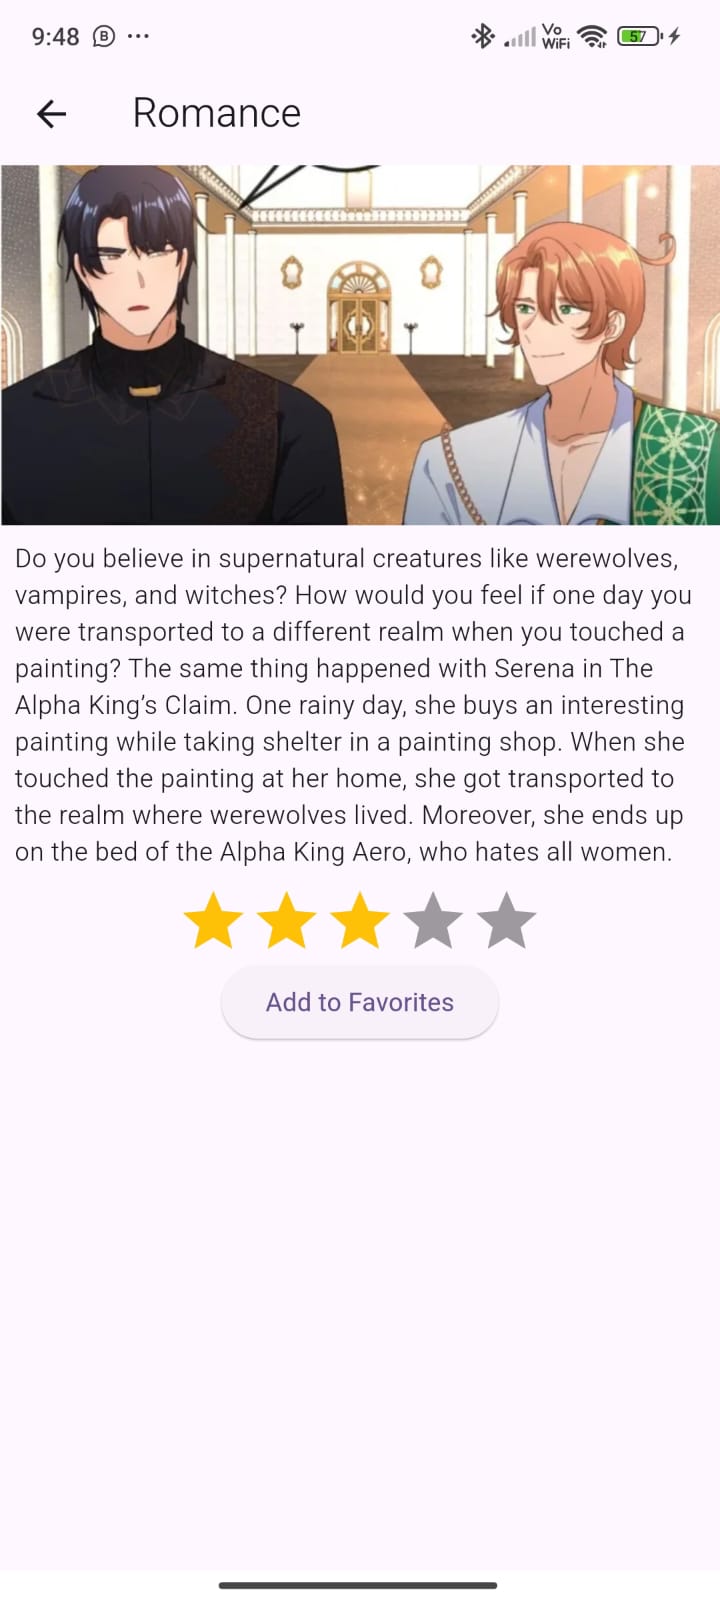 9:48 B ...
Vo
WiFi
57
Romance
Do you believe in supernatural creatures like werewolves,
vampires, and witches? How would you feel if one day you
were transported to a different realm when you touched a
painting? The same thing happened with Serena in The
Alpha King’s Claim. One rainy day, she buys an interesting
painting while taking shelter in a painting shop. When she
touched the painting at her home, she got transported to
the realm where werewolves lived. Moreover, she ends up
on the bed of the Alpha King Aero, who hates all women.
Add to Favorites